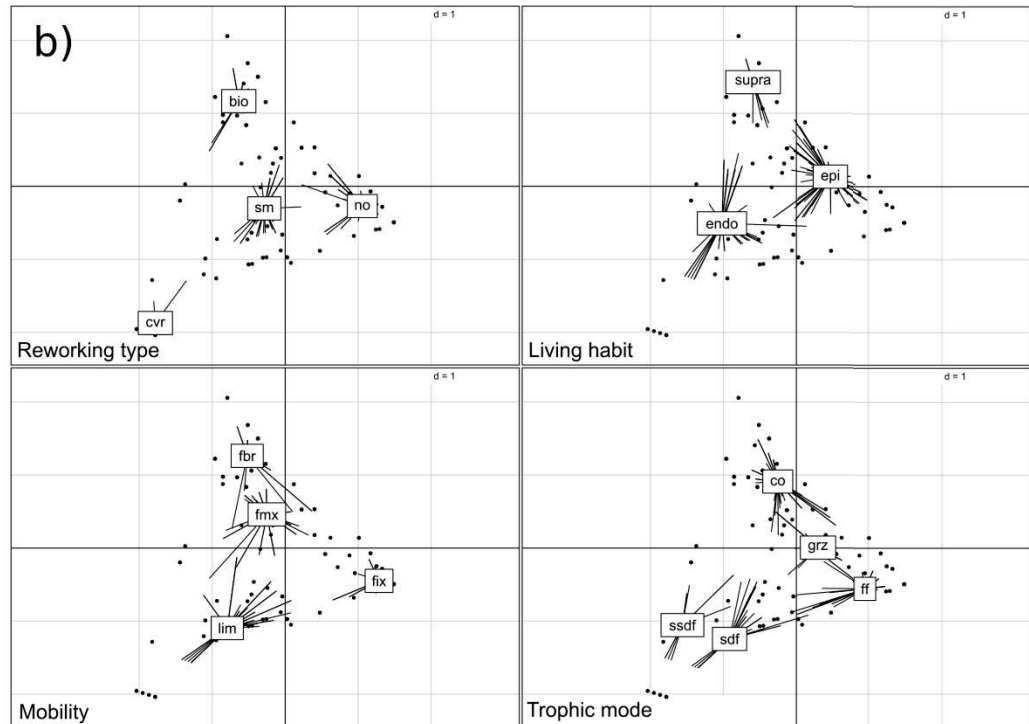 b)
d = 1
bio
sm
no
cvr
Reworking type
d = 1
supra
epi
endo
Living habit
d = 1
fbr
fmx
fix
lim
Mobility
d = 1
co
grz
ff
ssdf
sdf
Trophic mode